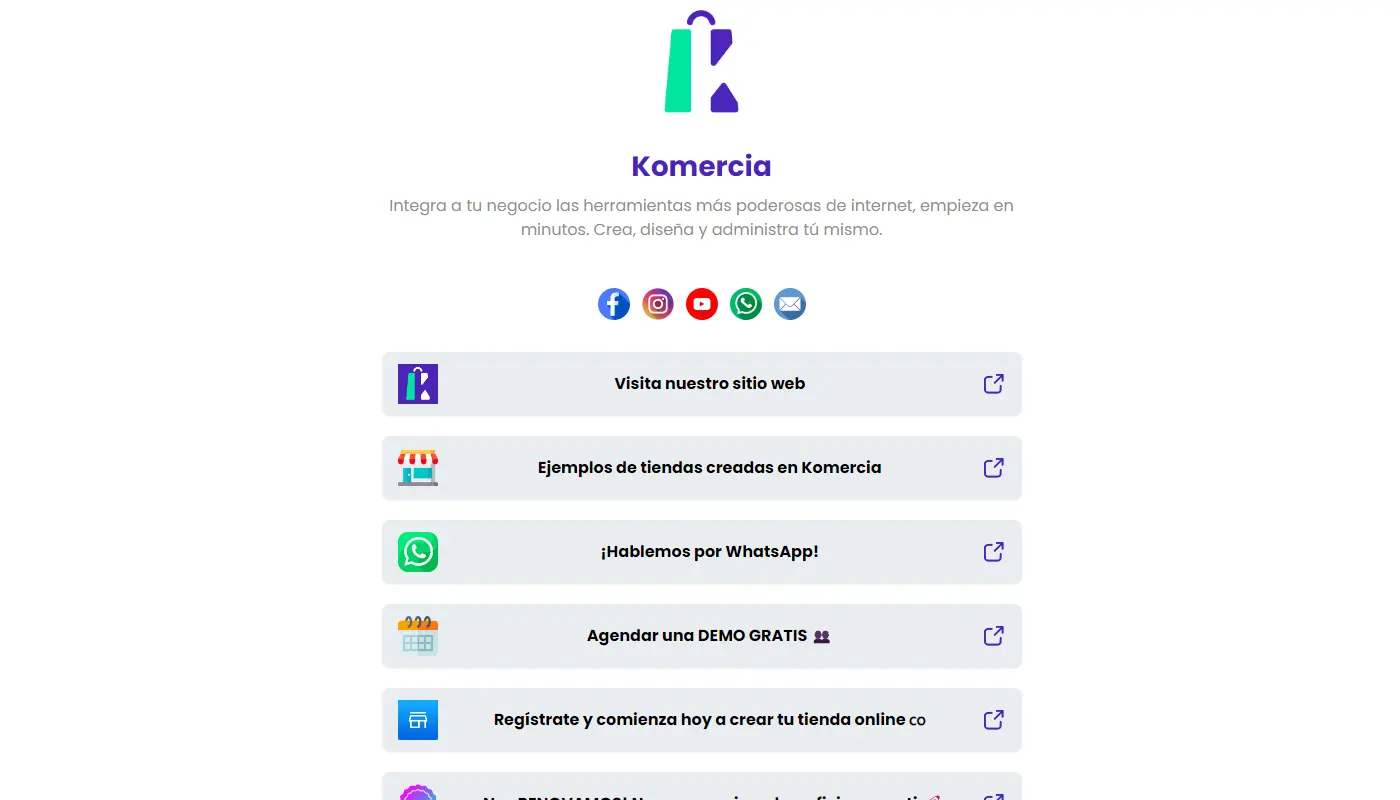 Komercia
Integra a tu negocio las herramientas más poderosas de internet, empieza en
minutos. Crea, diseña y administra tú mismo.
Visita nuestro sitio web
Ejemplos de tiendas creadas en Komercia
¡Hablemos por WhatsApp!
Agendar una DEMO GRATIS 👥
Regístrate y comienza hoy a crear tu tienda online co